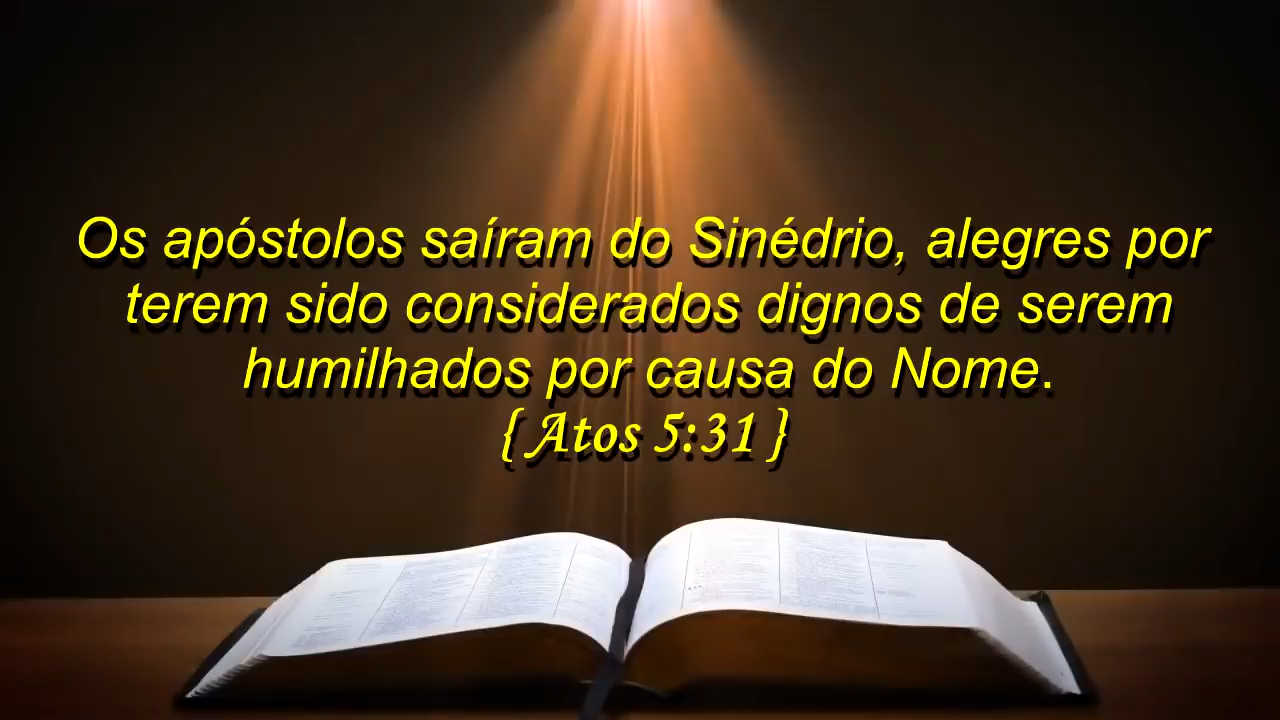 Os apóstolos saíram do Sinédrio, alegres por
terem sido considerados dignos de serem
humilhados por causa do Nome.
{ Atos 5:31 }